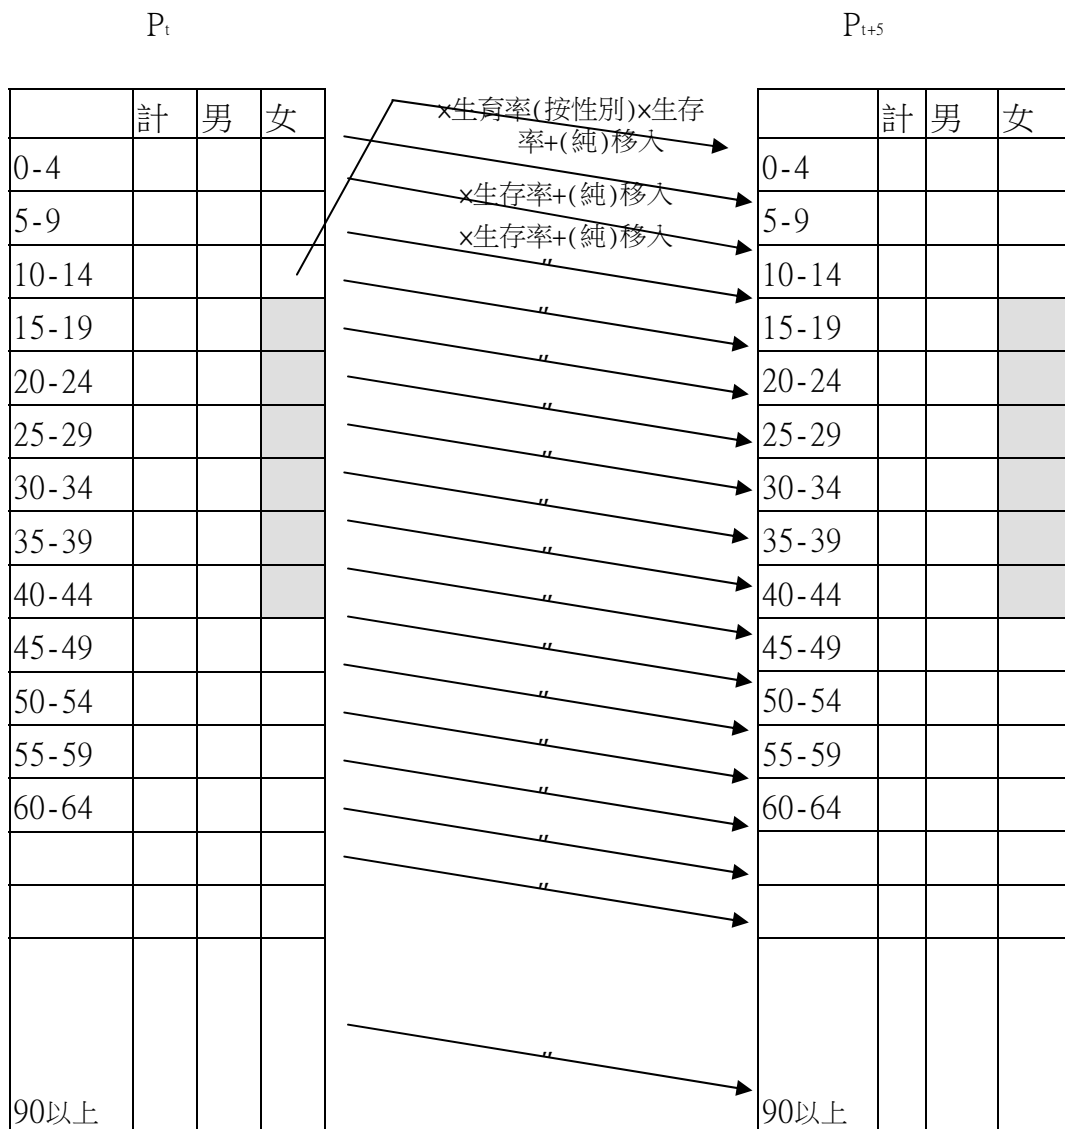 Pt Pt+5
計 男 女 計 男 女
×生育率(按性別)×生存
率+(純)移入
0-4 0-4
×生存率+(純)移入
5-9 5-9
×生存率+(純)移入
10-14 〃 10-14
15-19 〃 15-19
20-24 〃 20-24
25-29 〃 25-29
30-34 〃 30-34
35-39 〃 35-39
40-44 〃 40-44
45-49 〃 45-49
50-54 〃 50-54
55-59 〃 55-59
60-64 〃 60-64
〃
〃
〃
90以上 90以上